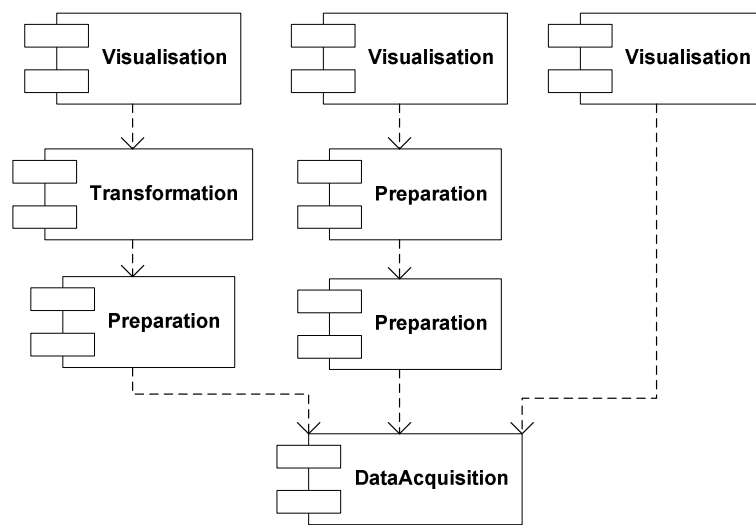 Visualisation
Visualisation
Visualisation
Transformation
Preparation
Preparation
Preparation
DataAcquisition